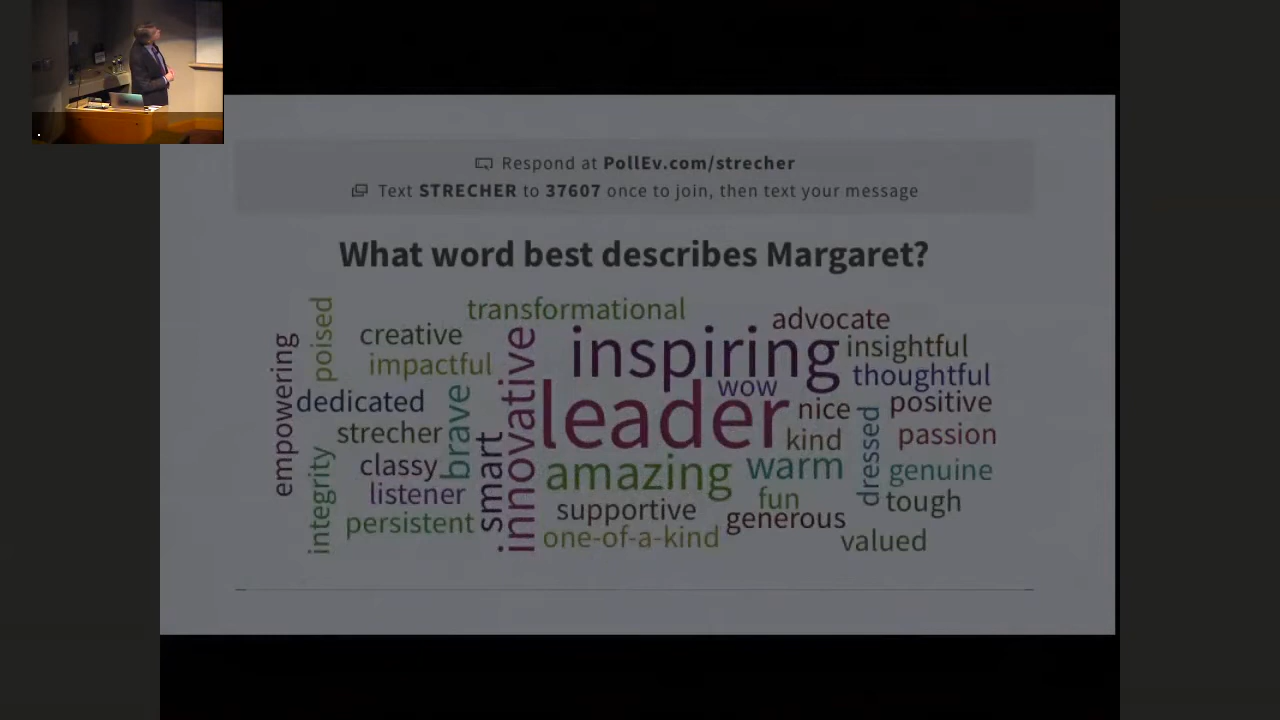 Respond at PollEv.com/strecher
Text STRECHER to 37607 once to join, then text your message
What word best describes Margaret?
transformational
advocate
poised
creative
inspiring
insightful
empowering
impactful
innovative
wow
thoughtful
dedicated
brave
leader
nice
positive
strecher
smart
kind
dressed
passion
classy
amazing
warm
genuine
integrity
listener
supportive
fun
tough
persistent
generous
one-of-a-kind
valued